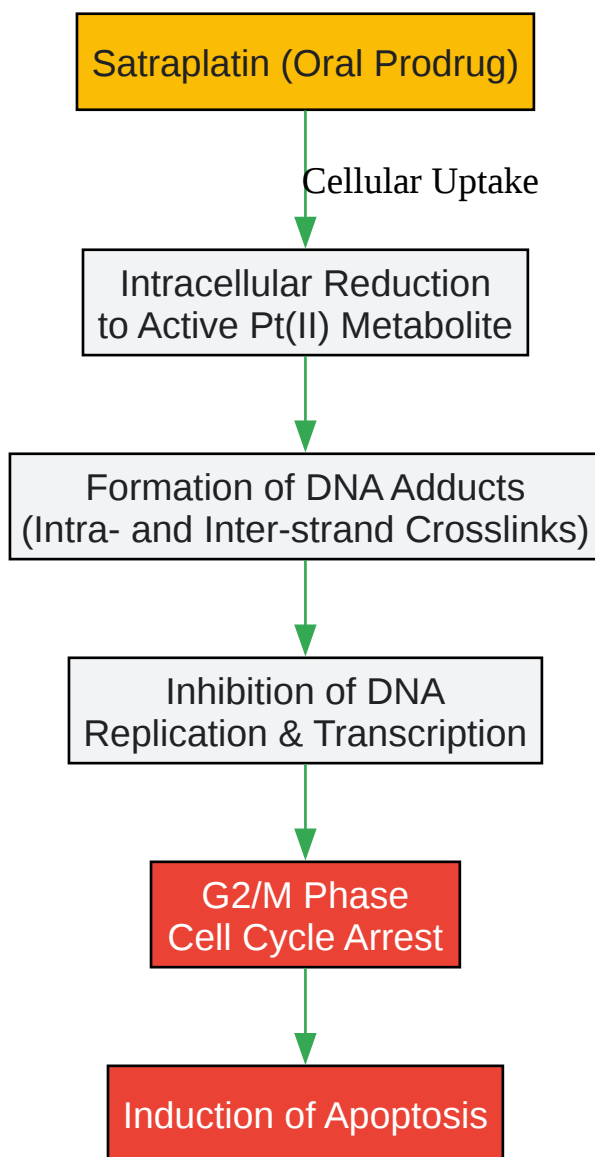 Satraplatin (Oral Prodrug)
Cellular Uptake
Intracellular Reduction
to Active Pt(II) Metabolite
Formation of DNA Adducts
(Intra- and Inter-strand Crosslinks)
Inhibition of DNA
Replication & Transcription
G2/M Phase
Cell Cycle Arrest
Induction of Apoptosis